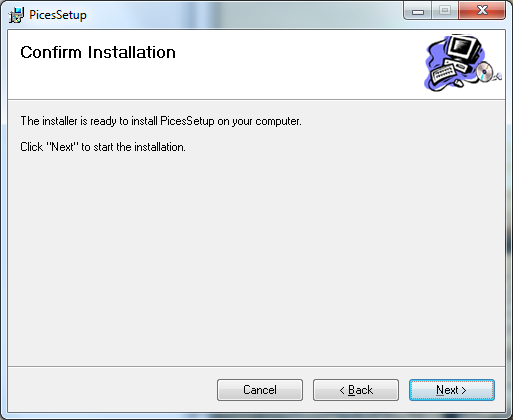 PicesSetup
Confirm Installation
The installer is ready to install PicesSetup on your computer.
Click "Next" to start the installation.
Cancel
< Back
Next >